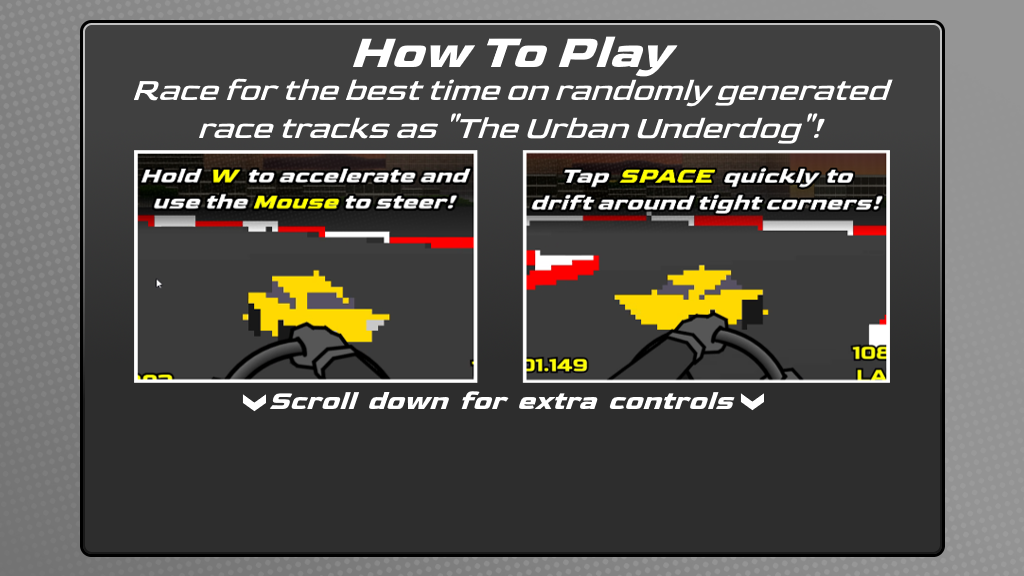 How To Play
Race for the best time on randomly generated
race tracks as "The Urban Underdog"!
Hold W to accelerate and
use the Mouse to steer!
Tap SPACE quickly to
drift around tight corners!
01.149
108
LA
Scroll down for extra controls